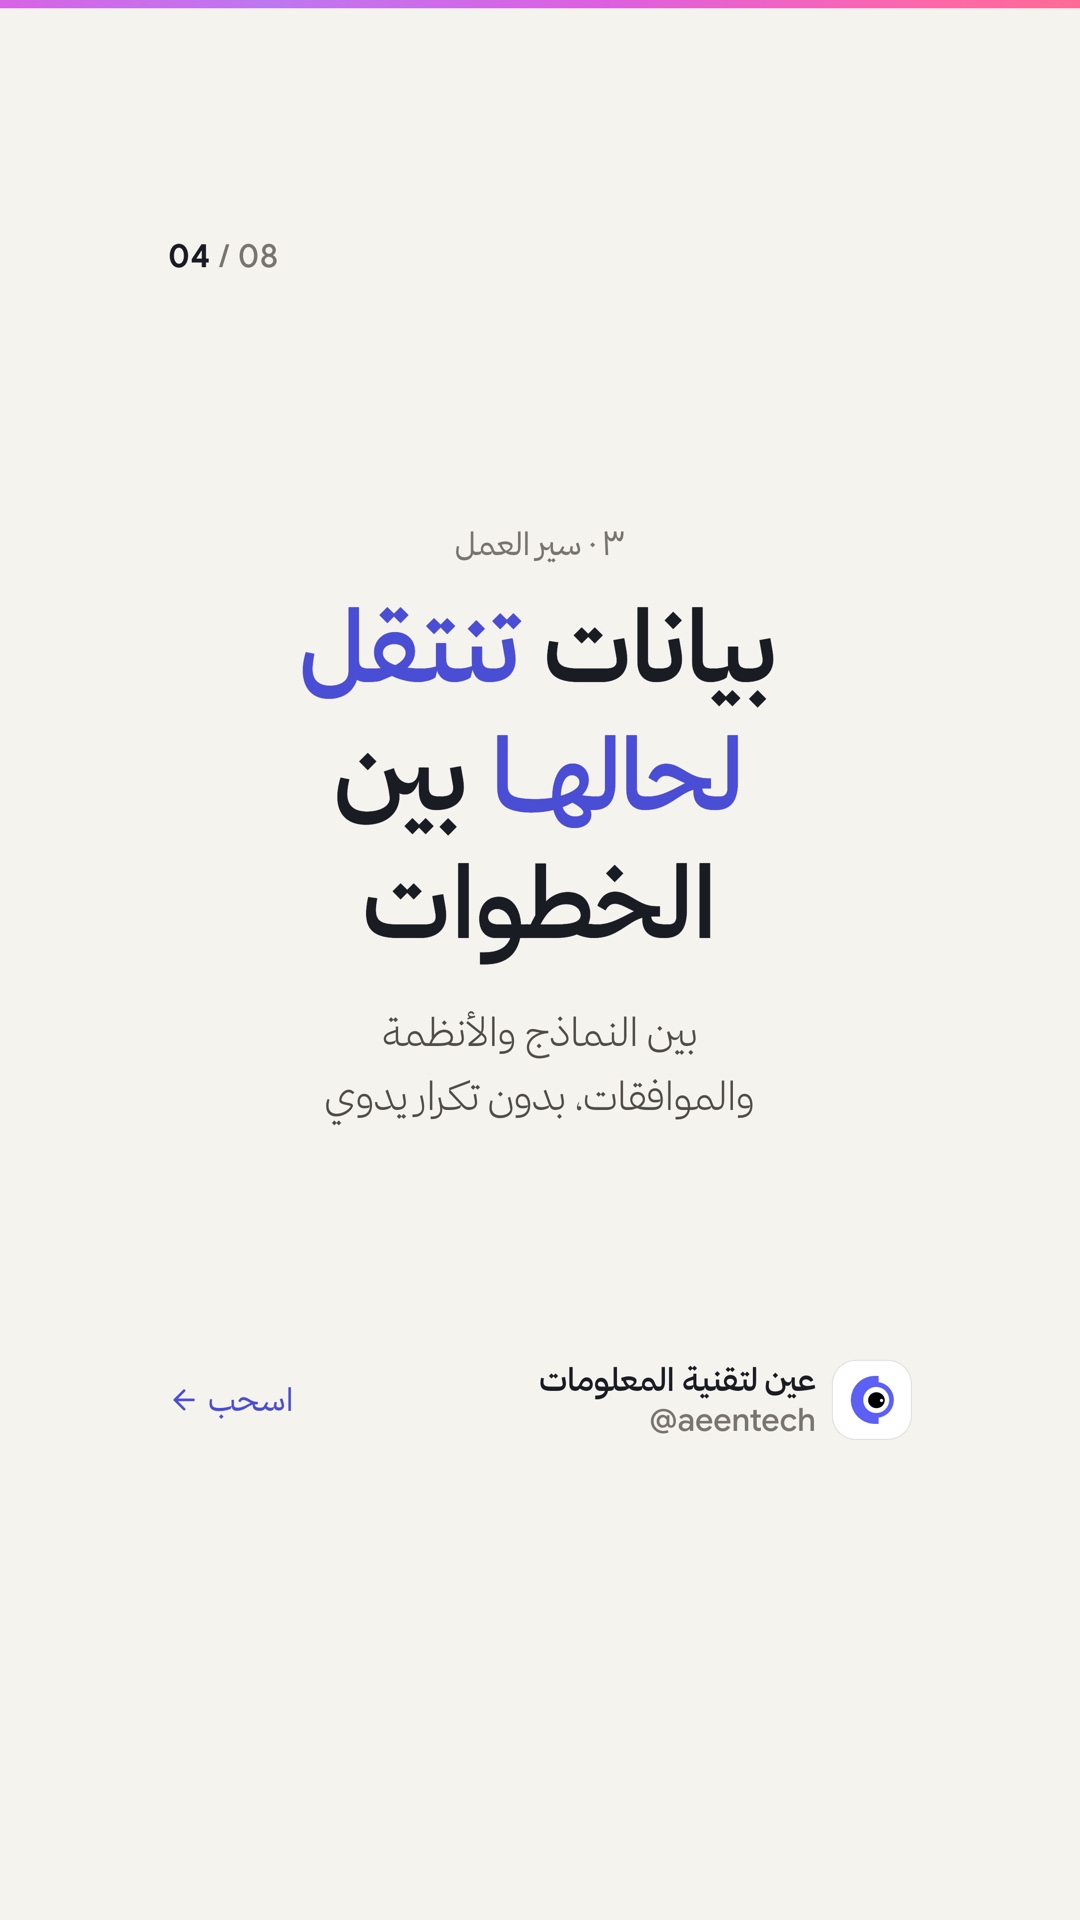 04 / 08
٣ · سير العمل
بيانات تنتقل
لحالها بين
الخطوات
بين النماذج والأنظمة
والموافقات، بدون تكرار يدوي
عين لتقنية المعلومات
@aeentech
اسحب ←